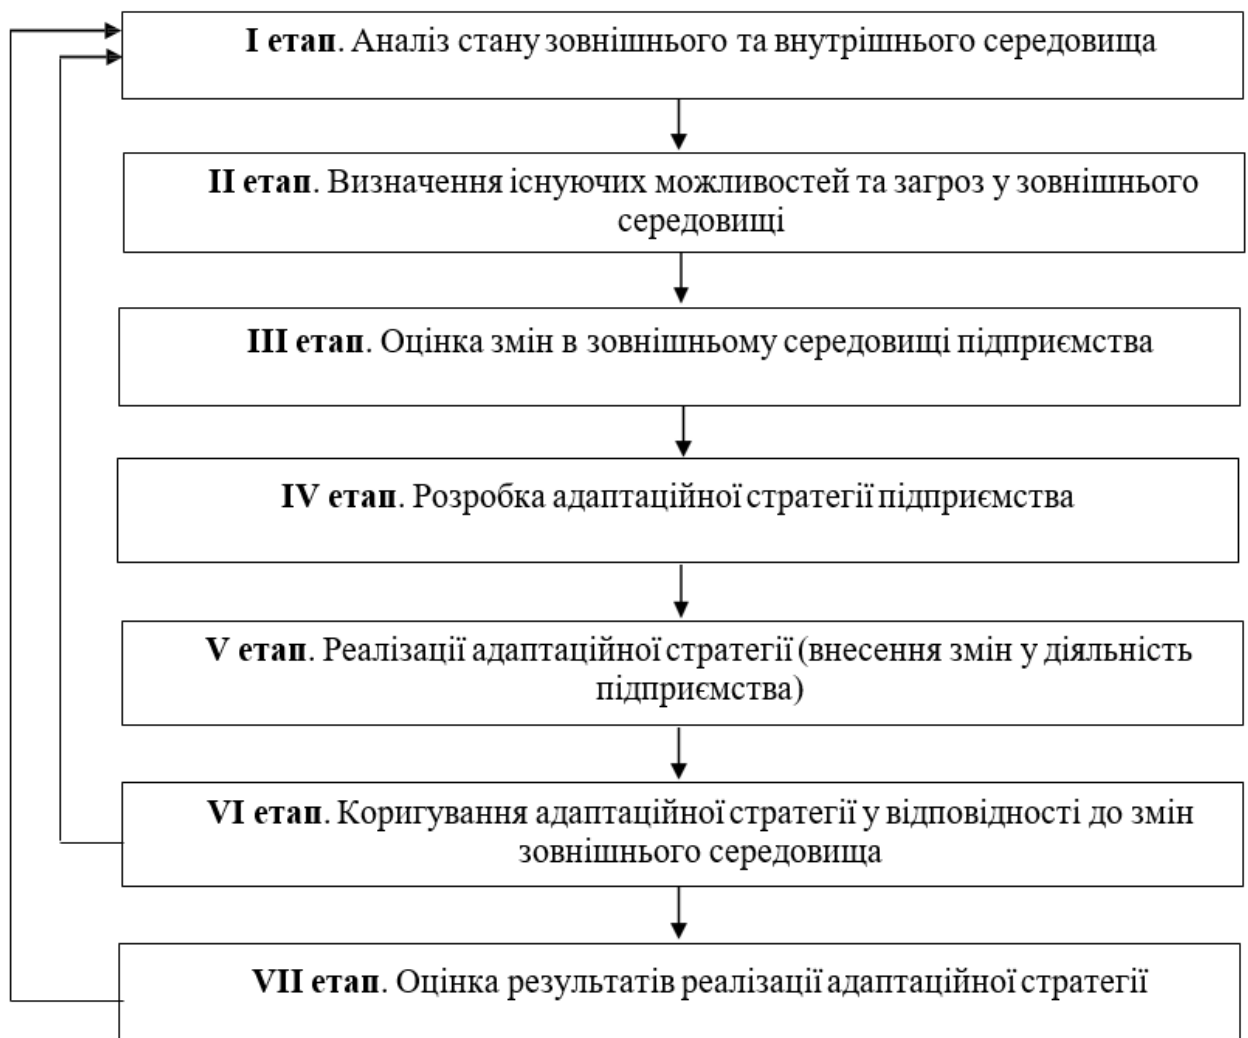 I етап. Аналіз стану зовнішнього та внутрішнього середовища
II етап. Визначення існуючих можливостей та загроз у зовнішнього
середовищі
III етап. Оцінка змін в зовнішньому середовищі підприємства
IV етап. Розробка адаптаційної стратегії підприємства
V етап. Реалізації адаптаційної стратегії (внесення змін у діяльність
підприємства)
VI етап. Коригування адаптаційної стратегії у відповідності до змін
зовнішнього середовища
VII етап. Оцінка результатів реалізації адаптаційної стратегії